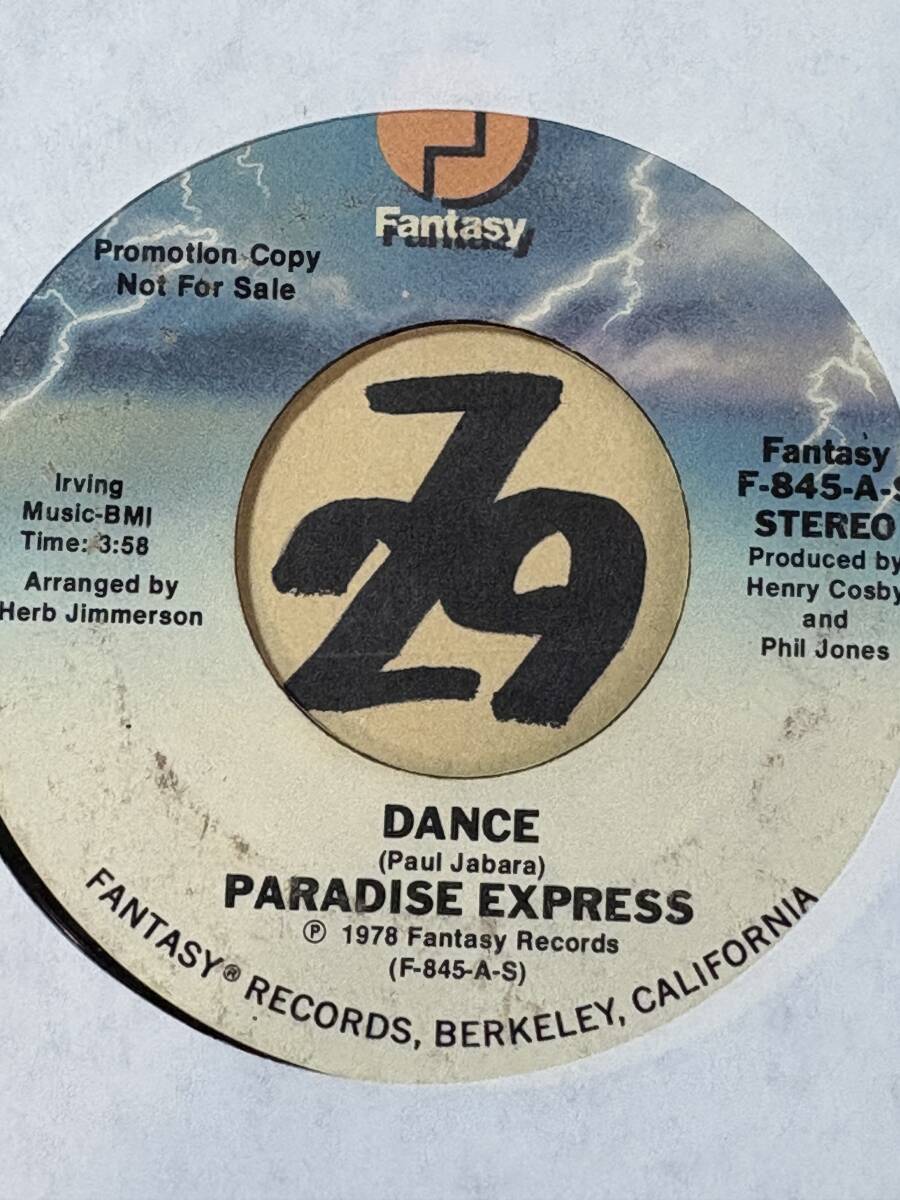 Fantasy
Promotion Copy
Not For Sale
Irving
Music-BMI
Time: 3:58
Arranged by
Herb Jimmerson
Fantasy
F-845-A-S
STEREO
Produced by
Henry Cosby
and
Phil Jones
DANCE
(Paul Jabara)
PARADISE EXPRESS
℗ 1978 Fantasy Records
(F-845-A-S)
FANTASY® RECORDS, BERKELEY, CALIFORNIA